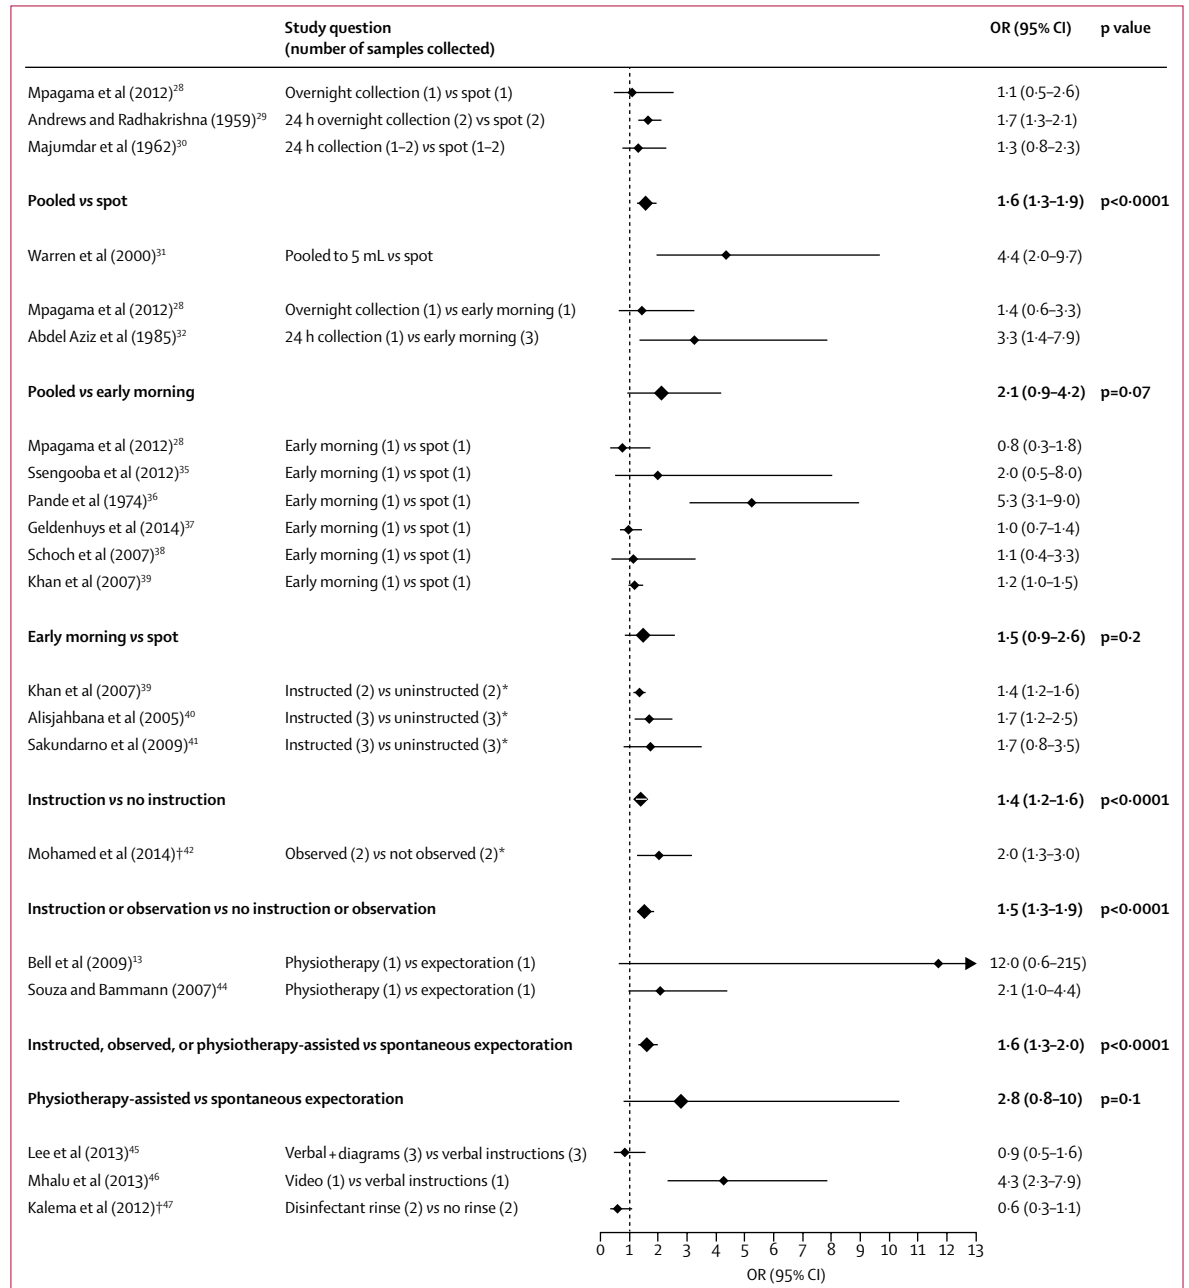 Study question OR (95% CI) p value
(number of samples collected)
Mpagama et al (2012)28 Overnight collection (1) vs spot (1) 1·1 (0·5–2·6)
Andrews and Radhakrishna (1959)29 24 h overnight collection (2) vs spot (2) 1·7 (1·3–2·1)
Majumdar et al (1962)30 24 h collection (1–2) vs spot (1–2) 1·3 (0·8–2·3)
Pooled vs spot 1·6 (1·3–1·9) p<0·0001
Warren et al (2000)31 Pooled to 5 mL vs spot 4·4 (2·0–9·7)
Mpagama et al (2012)28 Overnight collection (1) vs early morning (1) 1·4 (0·6–3·3)
Abdel Aziz et al (1985)32 24 h collection (1) vs early morning (3) 3·3 (1·4–7·9)
Pooled vs early morning 2·1 (0·9–4·2) p=0·07
Mpagama et al (2012)28 Early morning (1) vs spot (1) 0·8 (0·3–1·8)
Ssengooba et al (2012)35 Early morning (1) vs spot (1) 2·0 (0·5–8·0)
Pande et al (1974)36 Early morning (1) vs spot (1) 5·3 (3·1–9·0)
Geldenhuys et al (2014)37 Early morning (1) vs spot (1) 1·0 (0·7–1·4)
Schoch et al (2007)38 Early morning (1) vs spot (1) 1·1 (0·4–3·3)
Khan et al (2007)39 Early morning (1) vs spot (1) 1·2 (1·0–1·5)
Early morning vs spot 1·5 (0·9–2·6) p=0·2
Khan et al (2007)39 Instructed (2) vs uninstructed (2)* 1·4 (1·2–1·6)
Alisjahbana et al (2005)40 Instructed (3) vs uninstructed (3)* 1·7 (1·2–2·5)
Sakundarno et al (2009)41 Instructed (3) vs uninstructed (3)* 1·7 (0·8–3·5)
Instruction vs no instruction 1·4 (1·2–1·6) p<0·0001
Mohamed et al (2014)†42 Observed (2) vs not observed (2)* 2·0 (1·3–3·0)
Instruction or observation vs no instruction or observation 1·5 (1·3–1·9) p<0·0001
Bell et al (2009)13 Physiotherapy (1) vs expectoration (1) 12·0 (0·6–215)
Souza and Bammann (2007)44 Physiotherapy (1) vs expectoration (1) 2·1 (1·0–4·4)
Instructed, observed, or physiotherapy-assisted vs spontaneous expectoration 1·6 (1·3–2·0) p<0·0001
Physiotherapy-assisted vs spontaneous expectoration 2·8 (0·8–10) p=0·1
Lee et al (2013)45 Verbal + diagrams (3) vs verbal instructions (3) 0·9 (0·5–1·6)
Mhalu et al (2013)46 Video (1) vs verbal instructions (1) 4·3 (2·3–7·9)
Kalema et al (2012)†47 Disinfectant rinse (2) vs no rinse (2) 0·6 (0·3–1·1)
0 1 2 3 4 5 6 7 8 9 10 11 12 13
OR (95% CI)